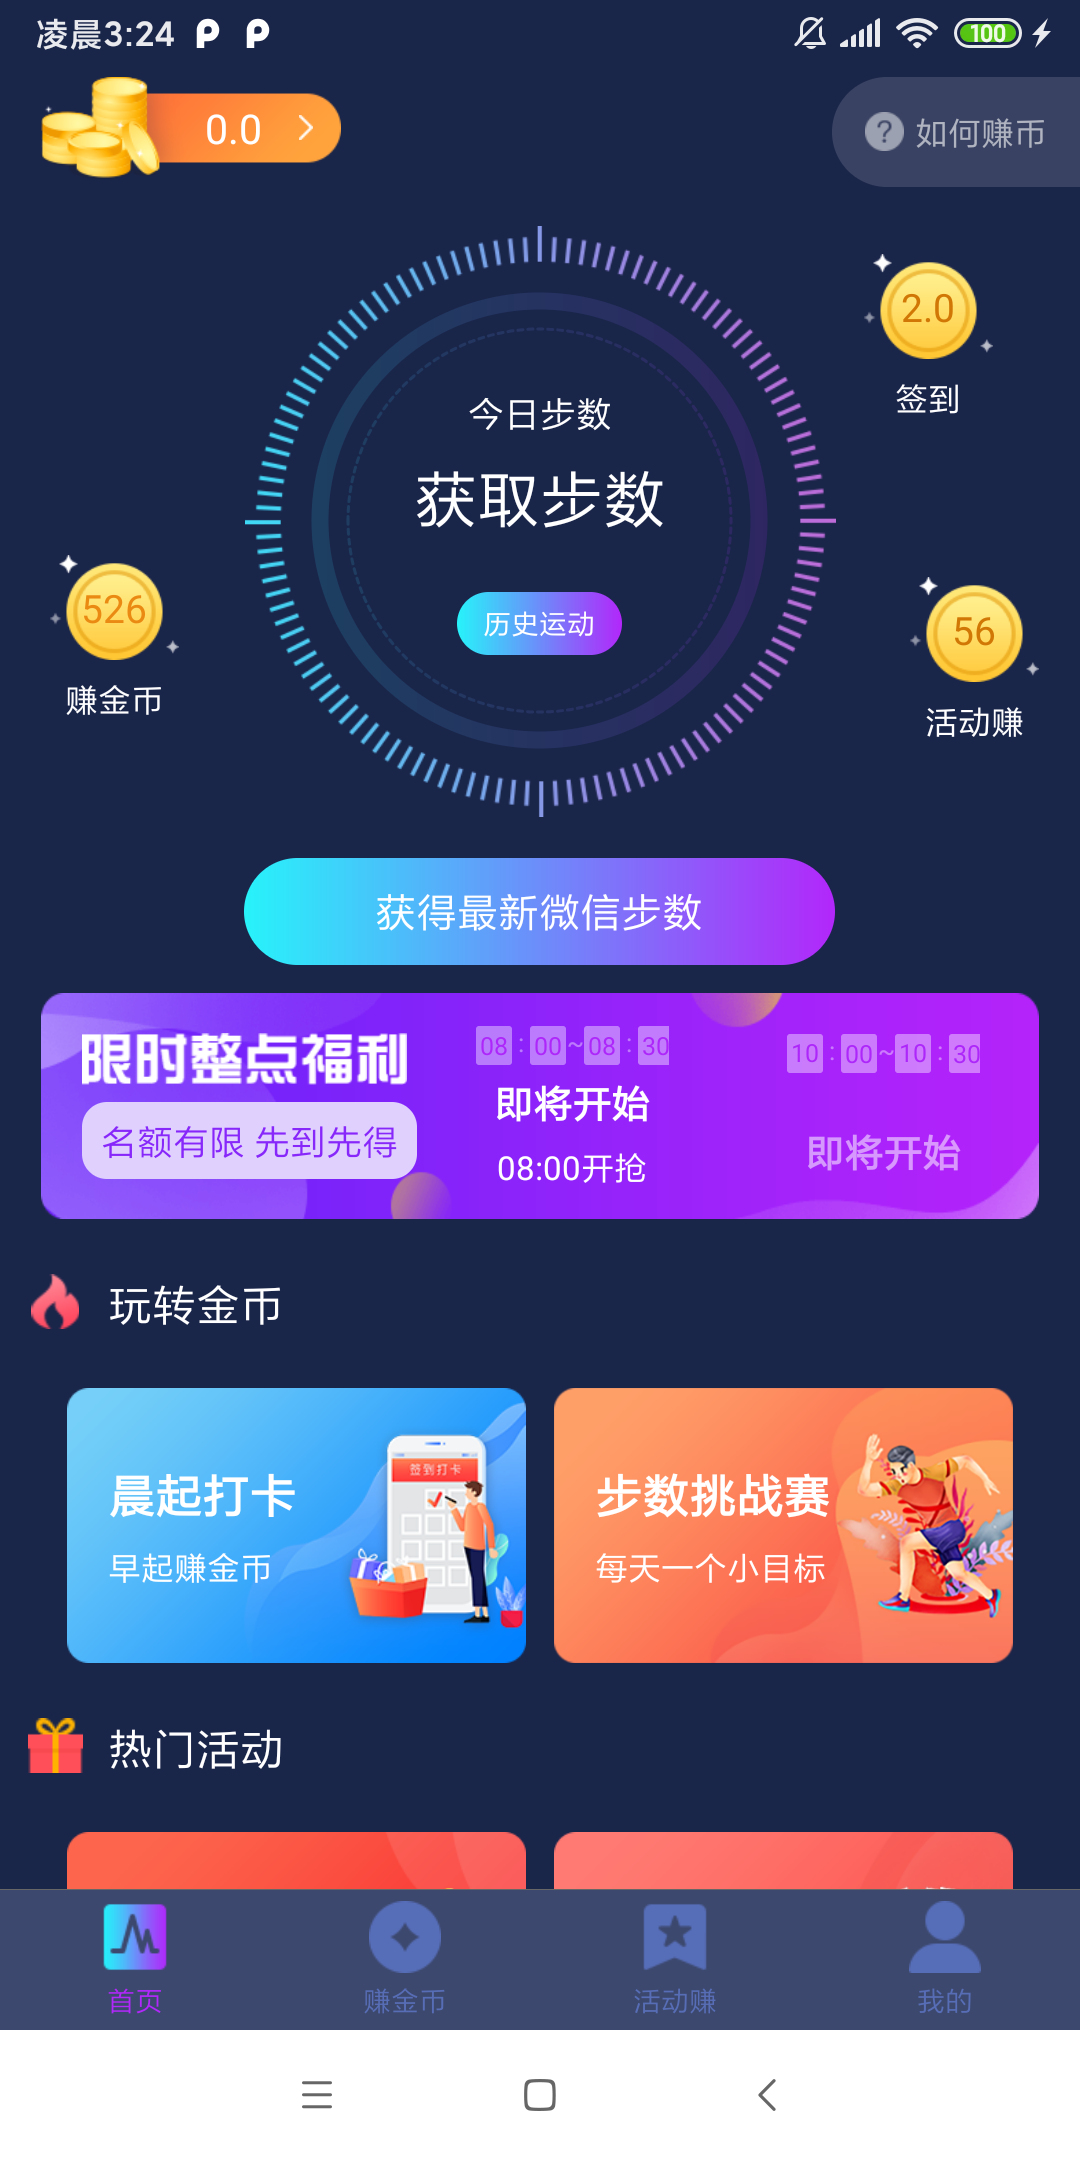 凌晨3:24
100
0.0
如何赚币
2.0
签到
今日步数
获取步数
历史运动
526
赚金币
56
活动赚
获得最新微信步数
限时整点福利
名额有限 先到先得
08:00~08:30
即将开始
08:00开抢
10:00~10:30
即将开始
玩转金币
晨起打卡
早起赚金币
签到打卡
步数挑战赛
每天一个小目标
热门活动
首页
赚金币
活动赚
我的